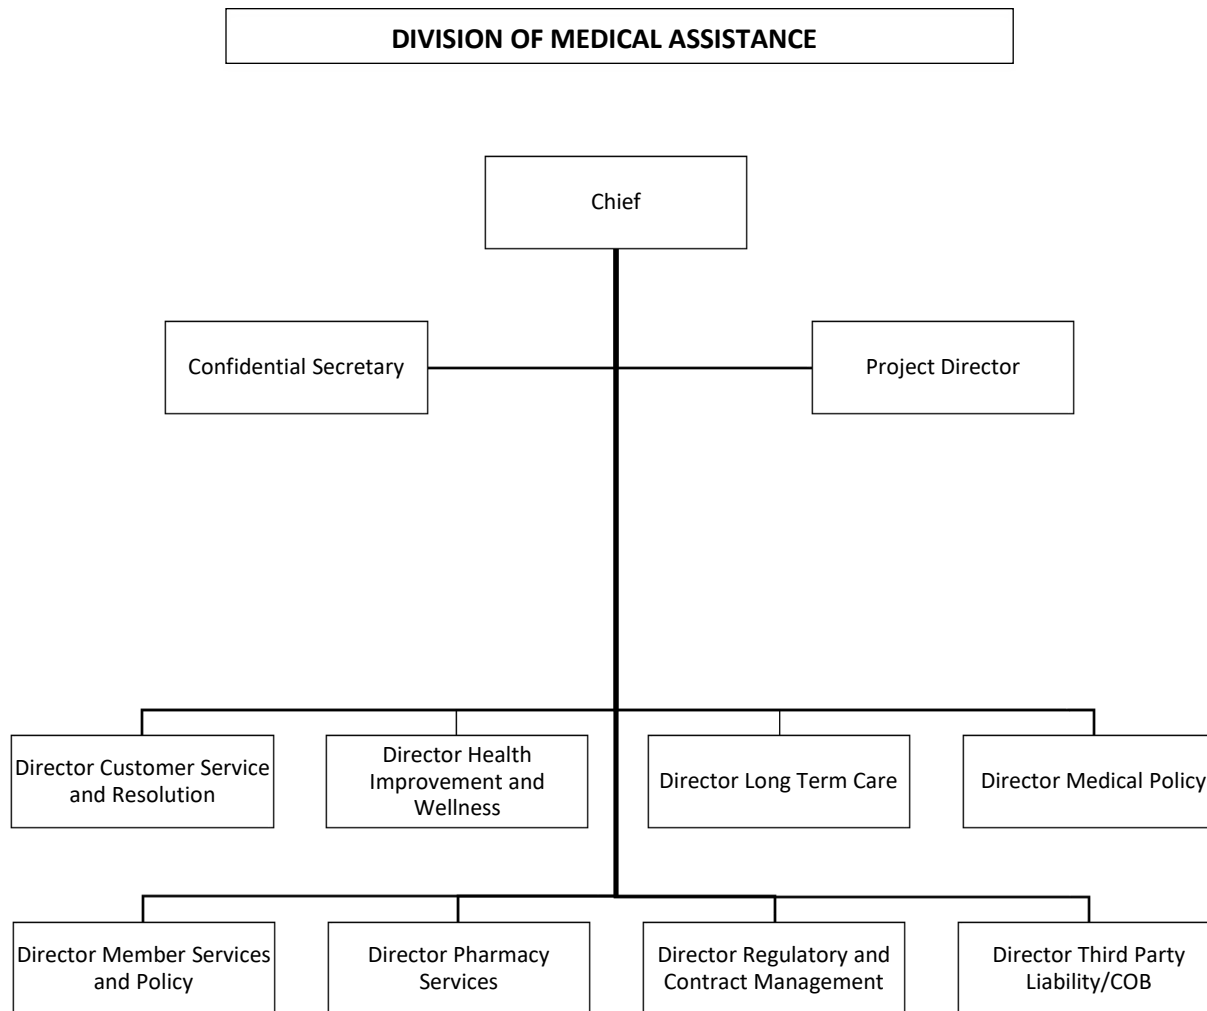 DIVISION OF MEDICAL ASSISTANCE
Chief
Confidential Secretary
Project Director
Director Customer Service
and Resolution
Director Health
Improvement and
Wellness
Director Long Term Care
Director Medical Policy
Director Member Services
and Policy
Director Pharmacy
Services
Director Regulatory and
Contract Management
Director Third Party
Liability/COB